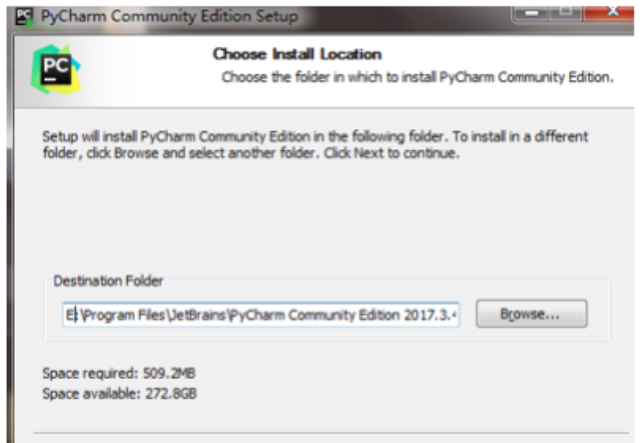 PyCharm Community Edition Setup
PC
Choose Install Location
Choose the folder in which to install PyCharm Community Edition.
Setup will install PyCharm Community Edition in the following folder. To install in a different
folder, click Browse and select another folder. Click Next to continue.
Destination Folder
E:\Program Files\JetBrains\PyCharm Community Edition 2017.3.4
Browse...
Space required: 509.2MB
Space available: 272.8GB